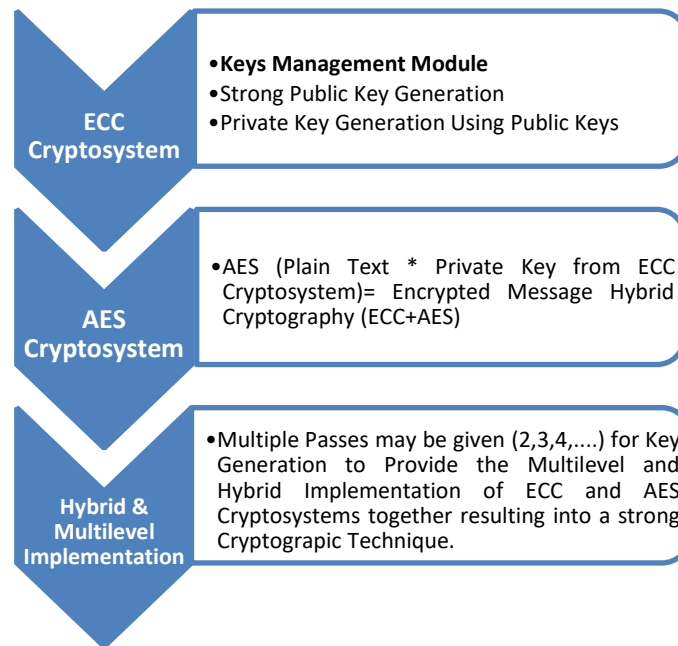 ECC
Cryptosystem
•Keys Management Module
•Strong Public Key Generation
•Private Key Generation Using Public Keys
AES
Cryptosystem
•AES (Plain Text * Private Key from ECC
Cryptosystem)= Encrypted Message Hybrid
Cryptography (ECC+AES)
Hybrid &
Multilevel
Implementation
•Multiple Passes may be given (2,3,4,....) for Key
Generation to Provide the Multilevel and
Hybrid Implementation of ECC and AES
Cryptosystems together resulting into a strong
Cryptograpic Technique.